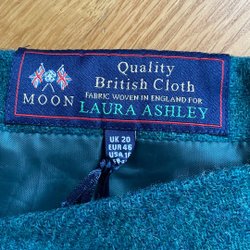 Quality
British Cloth
FABRIC WOVEN IN ENGLAND FOR
MOON
LAURA ASHLEY
UK 20
EUR 46